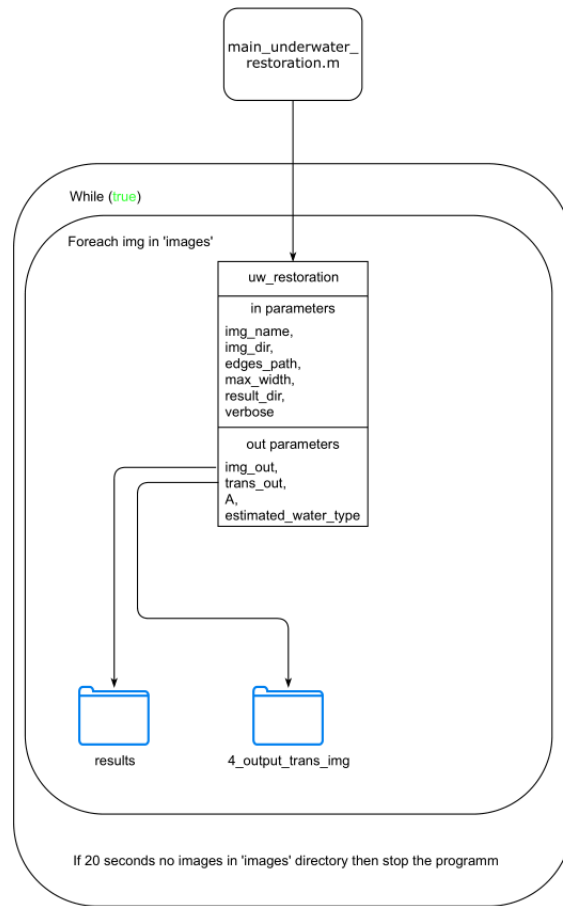 main_underwater_
restoration.m
While (true)
Foreach img in 'images'
uw_restoration
in parameters
img_name,
img_dir,
edges_path,
max_width,
result_dir,
verbose
out parameters
img_out,
trans_out,
A,
estimated_water_type
results
4_output_trans_img
If 20 seconds no images in 'images' directory then stop the programm